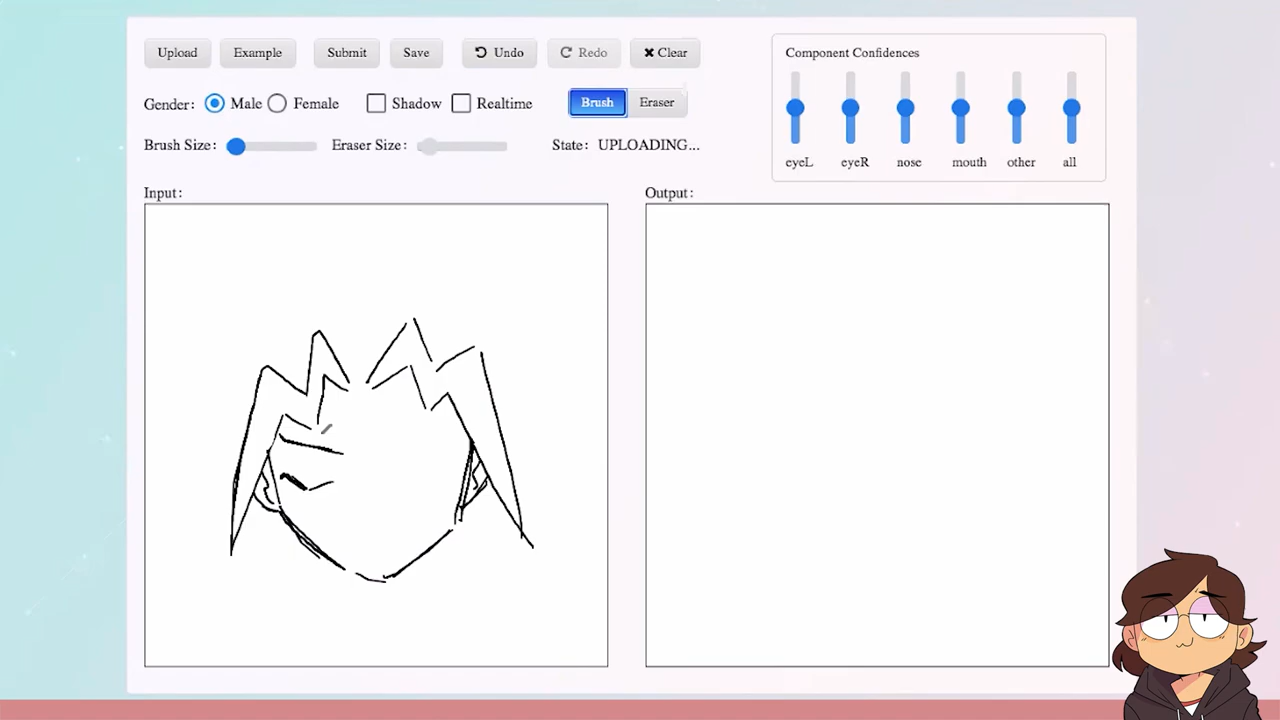 Upload Example Submit Save Undo Redo Clear
Component Confidences
Gender: Male Female Shadow Realtime Brush Eraser
Brush Size: Eraser Size: State: UPLOADING...
eyeL eyeR nose mouth other all
Input: Output: